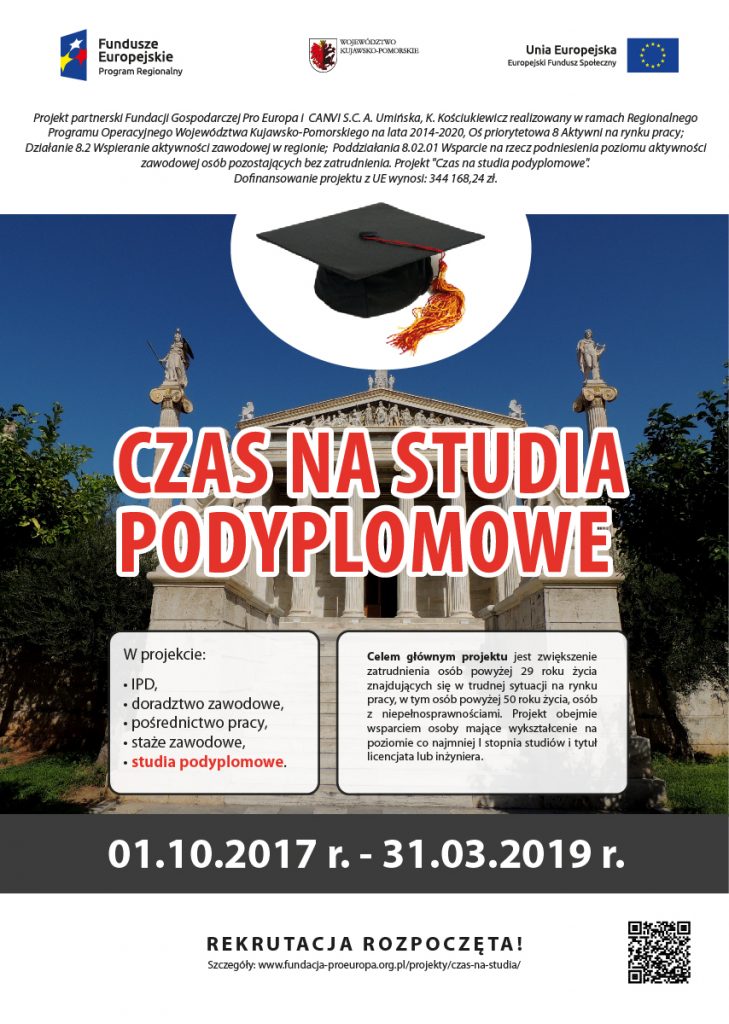 Fundusze
Europejskie
Program Regionalny
WOJEWÓDZTWO
KUJAWSKO-POMORSKIE
Unia Europejska
Europejski Fundusz Społeczny
Projekt partnerski Fundacji Gospodarczej Pro Europa i CANVI S.C. A. Umińska, K. Kościukiewicz realizowany w ramach Regionalnego
Programu Operacyjnego Województwa Kujawsko-Pomorskiego na lata 2014-2020, Oś priorytetowa 8 Aktywni na rynku pracy;
Działanie 8.2 Wspieranie aktywności zawodowej w regionie; Poddziałania 8.02.01 Wsparcie na rzecz podniesienia poziomu aktywności
zawodowej osób pozostających bez zatrudnienia. Projekt "Czas na studia podyplomowe".
Dofinansowanie projektu z UE wynosi: 344 168,24 zł.
CZAS NA STUDIA
PODYPLOMOWE
W projekcie:
• IPD,
• doradztwo zawodowe,
• pośrednictwo pracy,
• staże zawodowe,
• studia podyplomowe.
Celem głównym projektu jest zwiększenie
zatrudnienia osób powyżej 29 roku życia
znajdujących się w trudnej sytuacji na rynku
pracy, w tym osób powyżej 50 roku życia, osób
z niepełnosprawnościami. Projekt obejmie
wsparciem osoby mające wykształcenie na
poziomie co najmniej I stopnia studiów i tytuł
licencjata lub inżyniera.
01.10.2017 r. - 31.03.2019 r.
REKRUTACJA ROZPOCZĘTA!
Szczegóły: www.fundacja-proeuropa.org.pl/projekty/czas-na-studia/